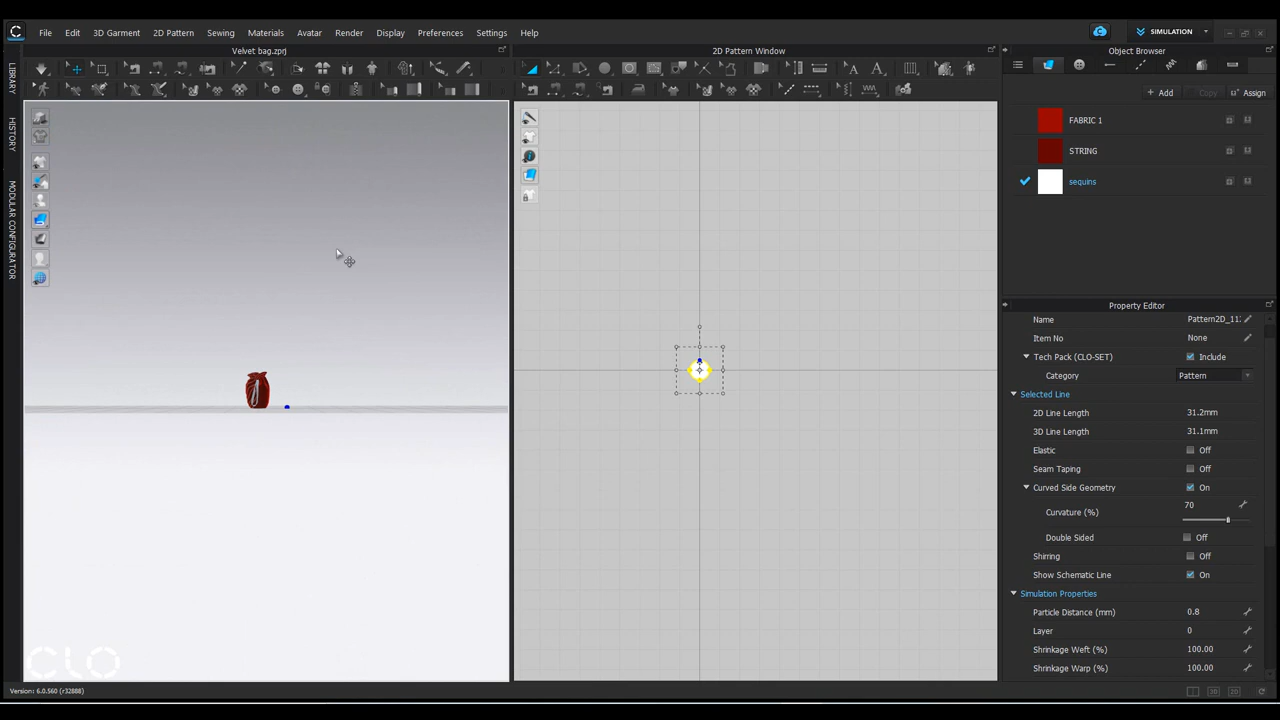 C
File Edit 3D Garment 2D Pattern Sewing Materials Avatar Render Display Preferences Settings Help
SIMULATION
Velvet bag.zprj
2D Pattern Window
Object Browser
LIBRARY
HISTORY
MODULAR CONFIGURATOR
+ Add Copy Assign
FABRIC 1
STRING
sequins
Property Editor
Name Pattern2D_11
Item No None
Tech Pack (CLO-SET) Include
Category Pattern
Selected Line
2D Line Length 31.2mm
3D Line Length 31.1mm
Elastic Off
Seam Taping Off
Curved Side Geometry On
Curvature (%) 70
Double Sided Off
Shirring Off
Show Schematic Line On
Simulation Properties
Particle Distance (mm) 0.8
Layer 0
Shrinkage Weft (%) 100.00
Shrinkage Warp (%) 100.00
CLO
Version: 6.0.560 (r32888)
3D 2D